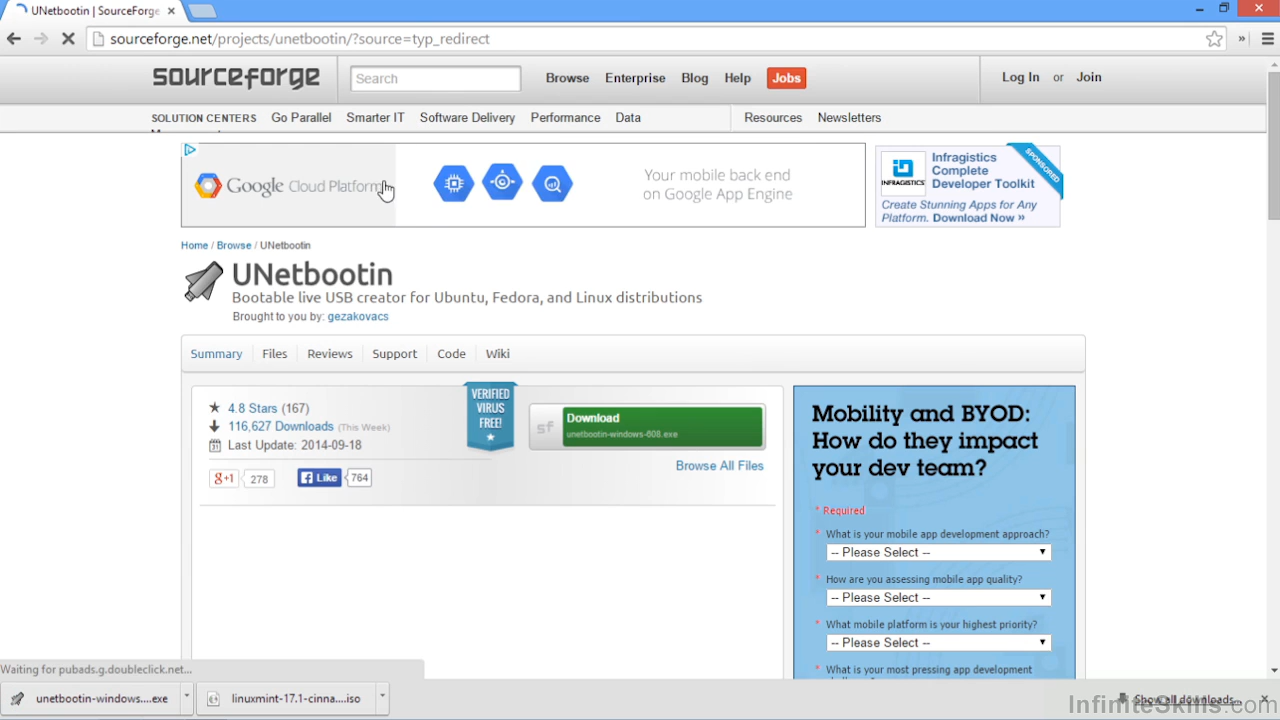 UNetbootin | SourceForge
sourceforge.net/projects/unetbootin/?source=typ_redirect
sourceforge
Search
Browse
Enterprise
Blog
Help
Jobs
Log In or Join
SOLUTION CENTERS
Go Parallel
Smarter IT
Software Delivery
Performance
Data
Resources
Newsletters
Google Cloud Platform
Your mobile back end
on Google App Engine
INFRAGISTICS
Infragistics
Complete
Developer Toolkit
SPONSORED
Create Stunning Apps for Any
Platform. Download Now »
Home / Browse / UNetbootin
UNetbootin
Bootable live USB creator for Ubuntu, Fedora, and Linux distributions
Brought to you by: gezakovacs
Summary
Files
Reviews
Support
Code
Wiki
4.8 Stars (167)
116,627 Downloads (This Week)
Last Update: 2014-09-18
g+1 278
f Like 764
VERIFIED
VIRUS
FREE!
sf
Download
unetbootin-windows-608.exe
Browse All Files
Mobility and BYOD:
How do they impact
your dev team?
* Required
* What is your mobile app development approach?
-- Please Select --
* How are you assessing mobile app quality?
-- Please Select --
* What mobile platform is your highest priority?
-- Please Select --
* What is your most pressing app development
Waiting for pubads.g.doubleclick.net...
unetbootin-windows....exe
linuxmint-17.1-cinna....iso
Show all downloads...
InfiniteSkills.com